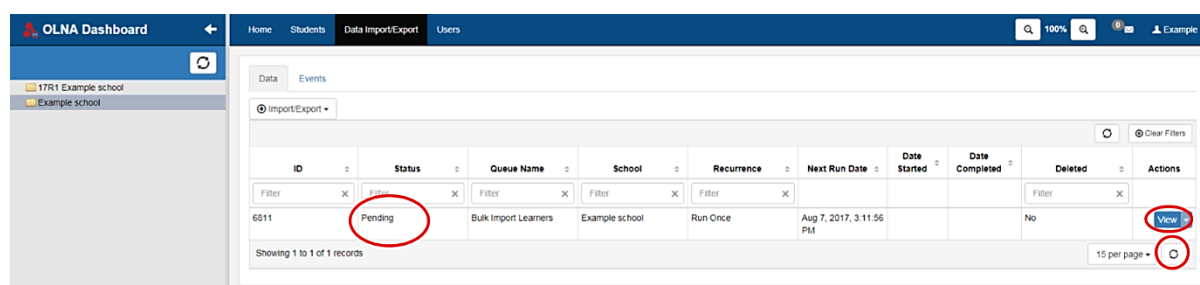 OLNA Dashboard
Home Students Data Import/Export Users 100% 0 Example
17R1 Example school
Example school
Data Events
Import/Export
Clear Filters
ID Status Queue Name School Recurrence Next Run Date Date Started Date Completed Deleted Actions
Filter Filter Filter Filter Filter Filter
6811 Pending Bulk Import Learners Example school Run Once Aug 7, 2017, 3:11:56 PM No View
Showing 1 to 1 of 1 records 15 per page